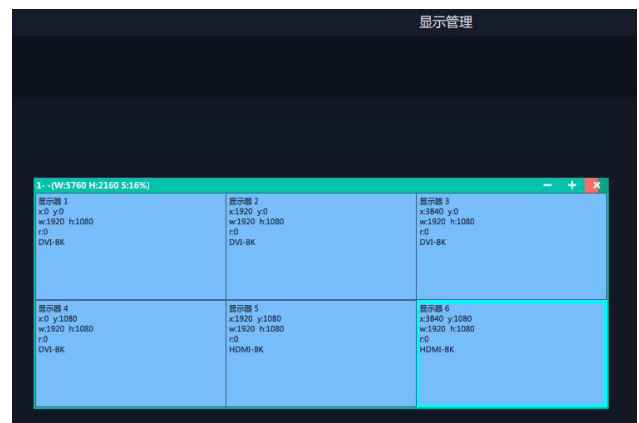 显示管理
1- -(W:5760 H:2160 S:16%)
显示器 1
x:0 y:0
w:1920 h:1080
r:0
DVI-BK
显示器 2
x:1920 y:0
w:1920 h:1080
r:0
DVI-BK
显示器 3
x:3840 y:0
w:1920 h:1080
r:0
DVI-BK
显示器 4
x:0 y:1080
w:1920 h:1080
r:0
DVI-BK
显示器 5
x:1920 y:1080
w:1920 h:1080
r:0
HDMI-BK
显示器 6
x:3840 y:1080
w:1920 h:1080
r:0
HDMI-BK